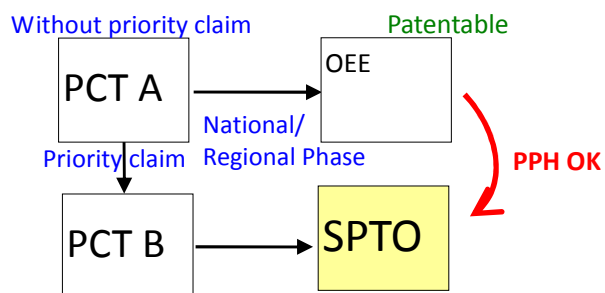 Without priority claim
Patentable
OEE
PCT A
National/
Regional Phase
Priority claim
PPH OK
PCT B
SPTO